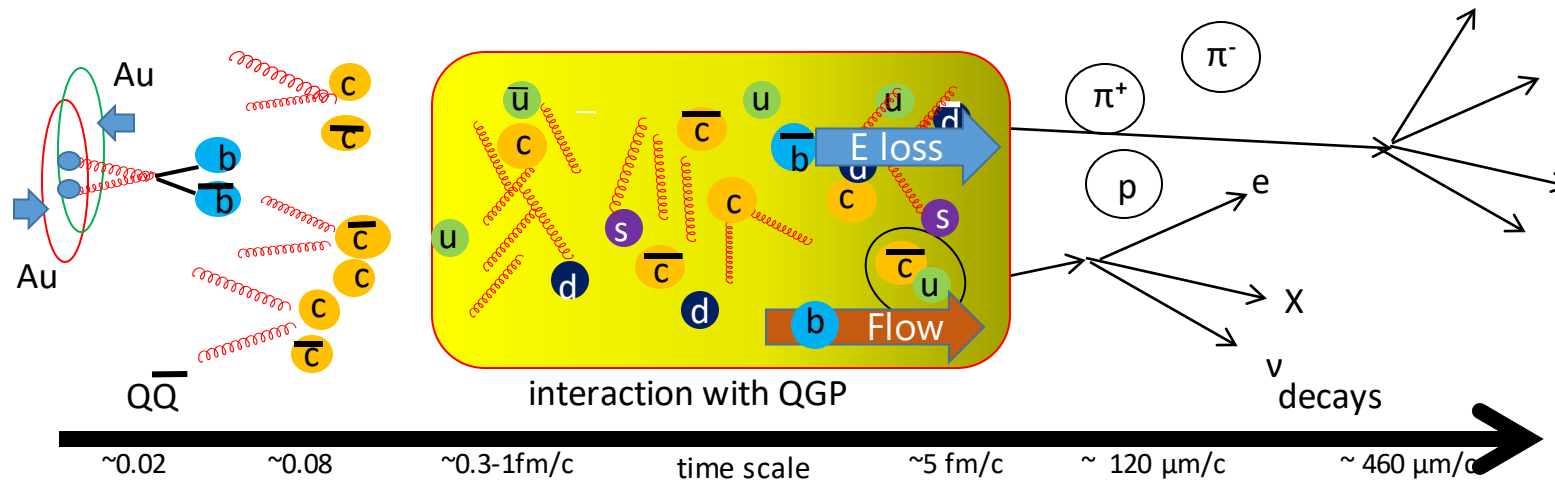 Au
Au
b
b̅
c
c̅
c̅
c
c
c̅
QQ̅
u̅
c
u
s
c̅
d
c̅
d
c
u
b̅
E loss
u
d̅
d
c
s
c̅
u
b
Flow
interaction with QGP
π⁺
π⁻
p
e
X
ν
decays
~0.02
~0.08
~0.3-1fm/c
time scale
~5 fm/c
~ 120 μm/c
~ 460 μm/c